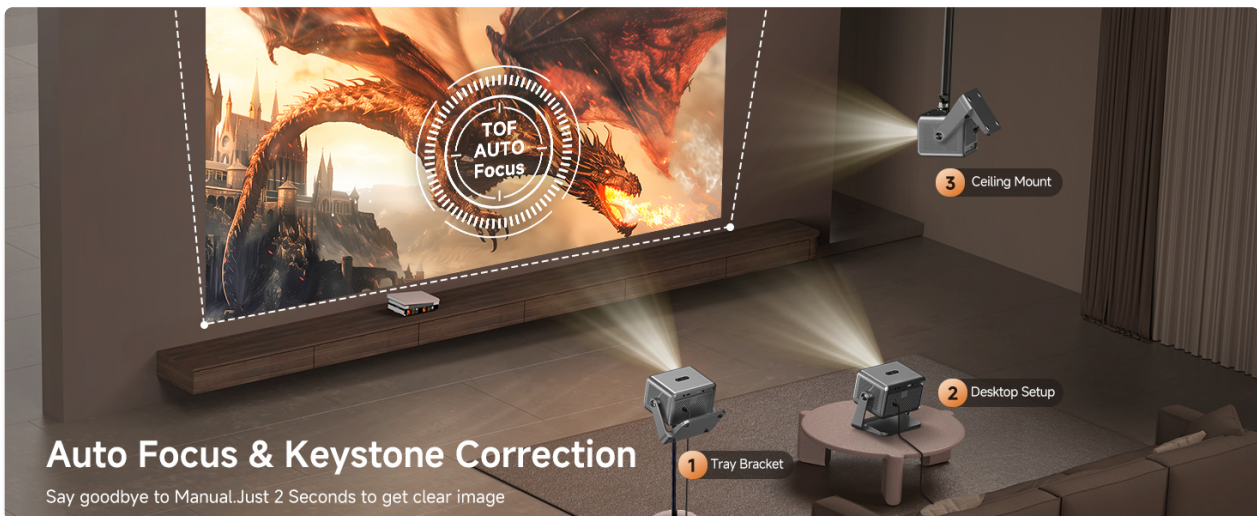 TOF
AUTO
Focus
3 Ceiling Mount
2 Desktop Setup
Auto Focus & Keystone Correction
1 Tray Bracket
Say goodbye to Manual.Just 2 Seconds to get clear image